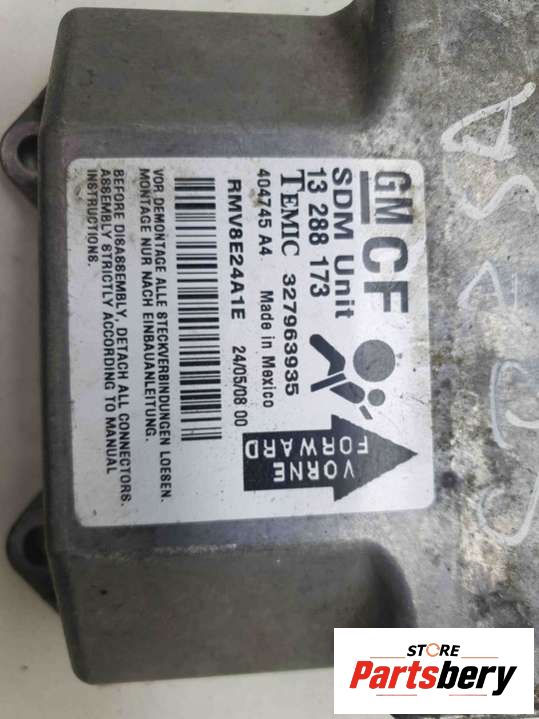 GM CF
SDM Unit
13 288 173
TEMIC 327963935
404745 A4 Made in Mexico
RMV8E24A1E 24/05/08 00
VORNE
FORWARD
VOR DEMONTAGE ALLE STECKVERBINDUNGEN LOESEN.
MONTAGE NUR NACH EINBAUANLEITUNG.
BEFORE DISASSEMBLY, DETACH ALL CONNECTORS.
ASSEMBLY STRICTLY ACCORDING TO MANUAL
INSTRUCTIONS.
STORE
Partsbery